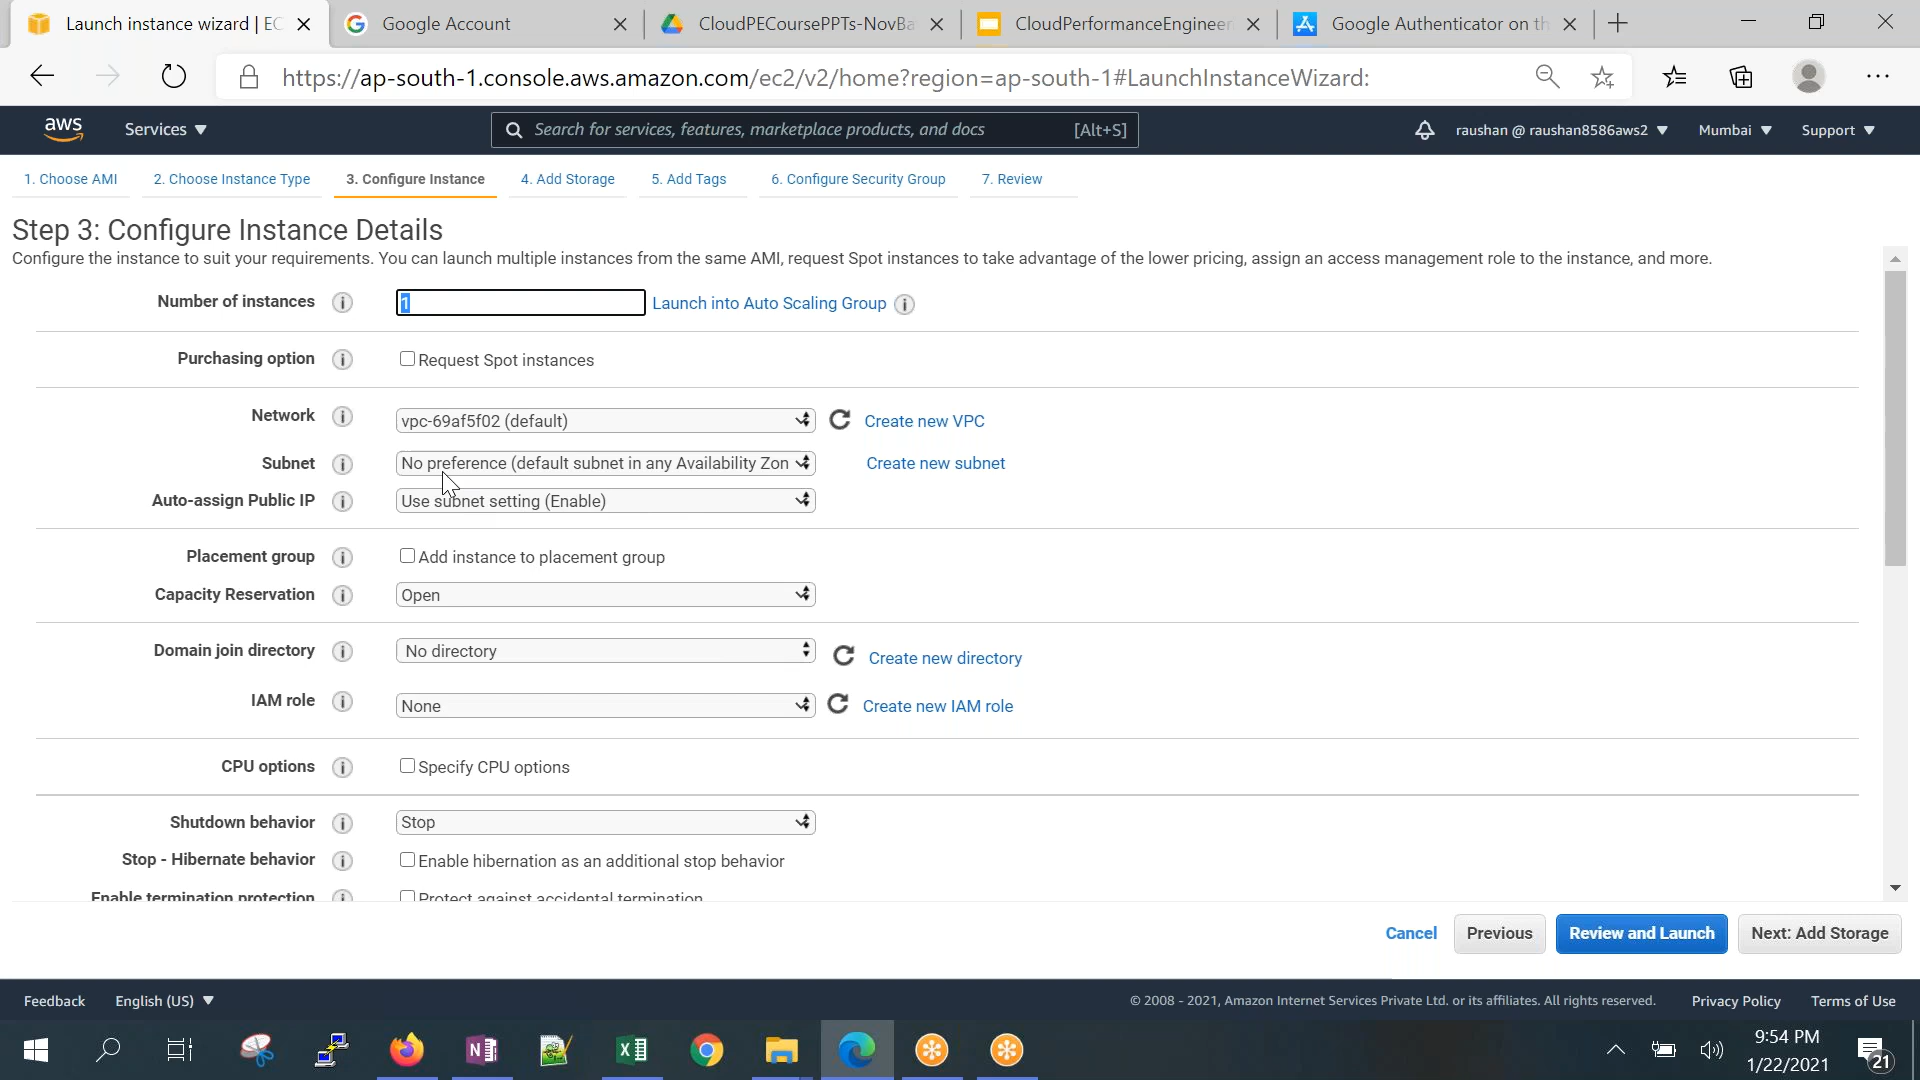 Launch instance wizard | EC
Google Account
CloudPECoursePPTs-NovBa
CloudPerformanceEngineer
Google Authenticator on th
https://ap-south-1.console.aws.amazon.com/ec2/v2/home?region=ap-south-1#LaunchInstanceWizard:
aws
Services
Search for services, features, marketplace products, and docs
[Alt+S]
raushan @ raushan8586aws2
Mumbai
Support
1. Choose AMI
2. Choose Instance Type
3. Configure Instance
4. Add Storage
5. Add Tags
6. Configure Security Group
7. Review
Step 3: Configure Instance Details
Configure the instance to suit your requirements. You can launch multiple instances from the same AMI, request Spot instances to take advantage of the lower pricing, assign an access management role to the instance, and more.
Number of instances
1
Launch into Auto Scaling Group
Purchasing option
Request Spot instances
Network
vpc-69af5f02 (default)
Create new VPC
Subnet
No preference (default subnet in any Availability Zon
Create new subnet
Auto-assign Public IP
Use subnet setting (Enable)
Placement group
Add instance to placement group
Capacity Reservation
Open
Domain join directory
No directory
Create new directory
IAM role
None
Create new IAM role
CPU options
Specify CPU options
Shutdown behavior
Stop
Stop - Hibernate behavior
Enable hibernation as an additional stop behavior
Enable termination protection
Protect against accidental termination
Cancel
Previous
Review and Launch
Next: Add Storage
Feedback
English (US)
© 2008 - 2021, Amazon Internet Services Private Ltd. or its affiliates. All rights reserved.
Privacy Policy
Terms of Use
9:54 PM
1/22/2021
21